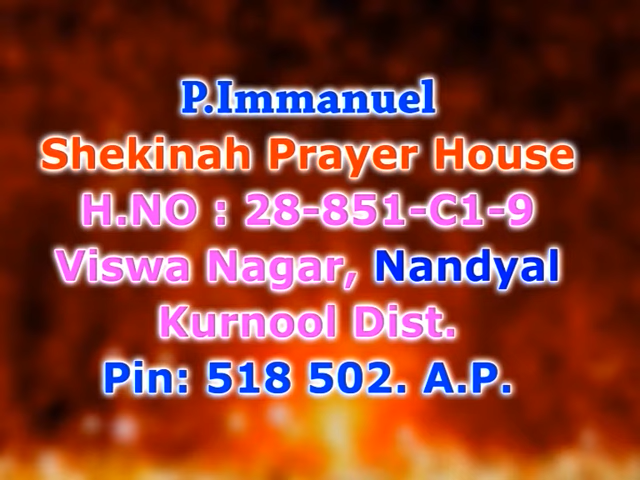 P.Immanuel
Shekinah Prayer House
H.NO : 28-851-C1-9
Viswa Nagar, Nandyal
Kurnool Dist.
Pin: 518 502. A.P.